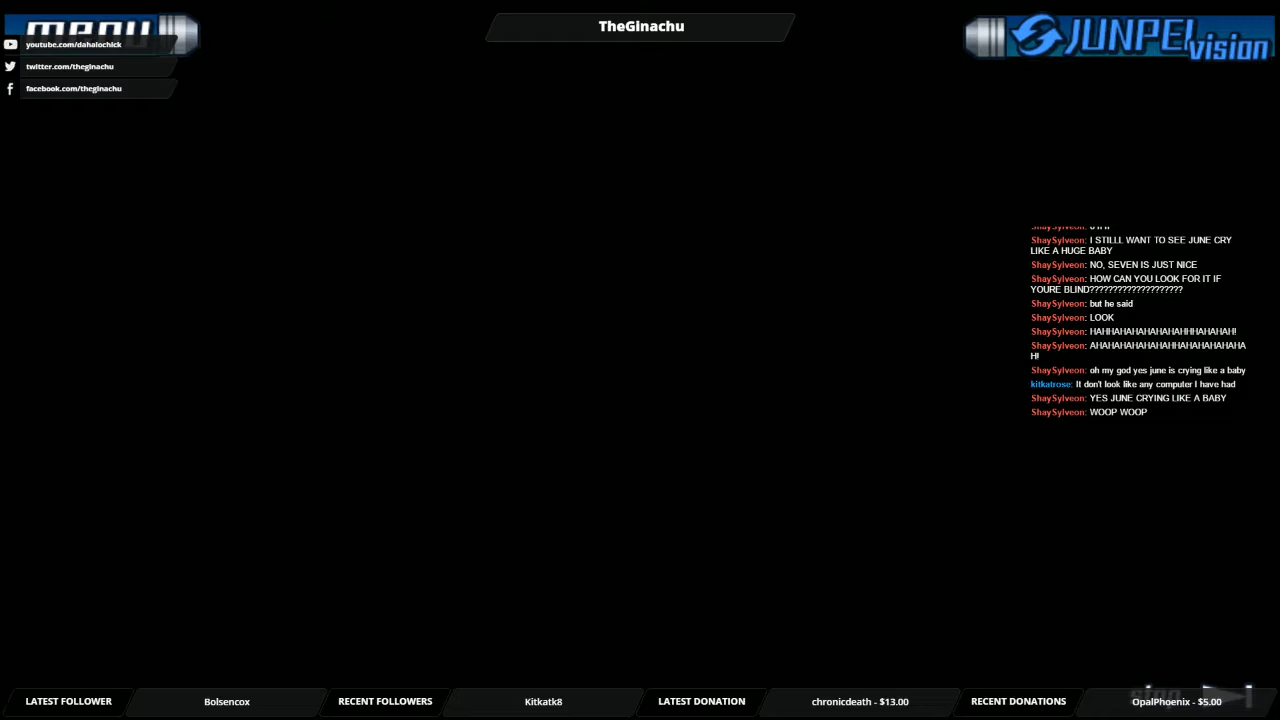 MENU
TheGinachu
JUNPEI
vision
youtube.com/dahalochick
twitter.com/theginachu
facebook.com/theginachu
ShaySylveon: I STILLL WANT TO SEE JUNE CRY
LIKE A HUGE BABY
ShaySylveon: NO, SEVEN IS JUST NICE
ShaySylveon: HOW CAN YOU LOOK FOR IT IF
YOURE BLIND????????????????????
ShaySylveon: but he said
ShaySylveon: LOOK
ShaySylveon: HAHHAHAHAHAHAHAHHHAHAHAH!
ShaySylveon: AHAHAHAHAHAHAHHAHAHAHAHAHA
H!
ShaySylveon: oh my god yes june is crying like a baby
kitkatrose: It don't look like any computer I have had
ShaySylveon: YES JUNE CRYING LIKE A BABY
ShaySylveon: WOOP WOOP
stop
LATEST FOLLOWER Bolsencox RECENT FOLLOWERS Kitkatk8 LATEST DONATION chronicdeath - $13.00 RECENT DONATIONS OpalPhoenix - $5.00